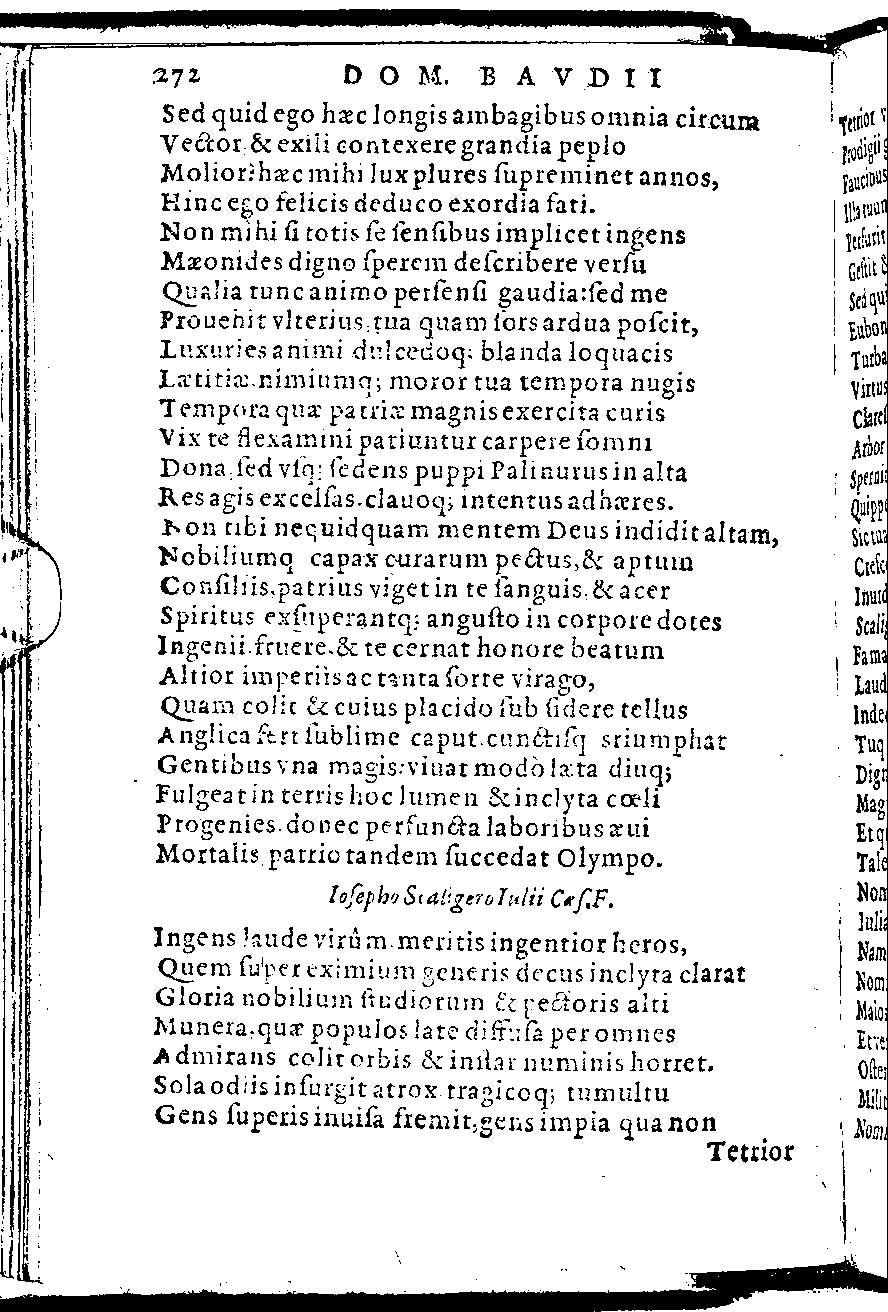 272 DOM. BAVDII
Sed quid ego hæc longis ambagibus omnia circum
Vector & exili contexere grandia peplo
Molior? hæc mihi lux plures ſupreminet annos,
Hinc ego felicis deduco exordia fati.
Non mihi ſi totis ſe ſenſibus implicet ingens
Mæonides digno ſperem deſcribere verſu
Qualia tunc animo perſenſi gaudia: ſed me
Prouehit vlterius, tua quam ſors ardua poſcit,
Luxuries animi dulcedoq; blanda loquacis
Lætitiæ. nimiumq; moror tua tempora nugis
Tempora quæ patriæ magnis exercita curis
Vix te flexamini patiuntur carpere ſomni
Dona. ſed vſq; ſedens puppi Palinurus in alta
Res agis excelſas. clauoq; intentus adhæres.
Non tibi nequidquam mentem Deus indidit altam,
Nobiliumq capax curarum pectus, & aptum
Conſiliis, patrius viget in te ſanguis. & acer
Spiritus exſuperantq; anguſto in corpore dotes
Ingenii. fruere. & te cernat honore beatum
Altior imperiis ac tanta ſorte virago,
Quam colit & cuius placido ſub ſidere tellus
Anglica fert ſublime caput. cunctiſq sriumphat
Gentibus vna magis: viuat modò læta diuq;
Fulgeat in terris hoc lumen & inclyta cœli
Progenies. donec perfuncta laboribus æui
Mortalis patrio tandem ſuccedat Olympo.
Ioſepho Scaligero Iulii Cæſ. F.
Ingens laude virûm. meritis ingentior heros,
Quem ſuper eximium generis decus inclyta clarat
Gloria nobilium ſtudiorum & pectoris alti
Munera. quæ populos late diffuſa per omnes
Admirans colit orbis & inſtar numinis horret.
Sola odiis inſurgit atrox tragicoq; tumultu
Gens ſuperis inuiſa fremit, gens impia qua non
Tetrior
Tetrior
Prodigii
Faucibus
Illa tuum
Perfurit
Geſtit &
Sed qui
Eubon
Turba
Virtus
Arbor
Quippe
Sic tua
Creſc
Scali
Fama
Laud
Inde
Tuq
Dign
Mag
Et q
Tale
Non
Iulia
Nam
Nom
Maio
Milit
Nom